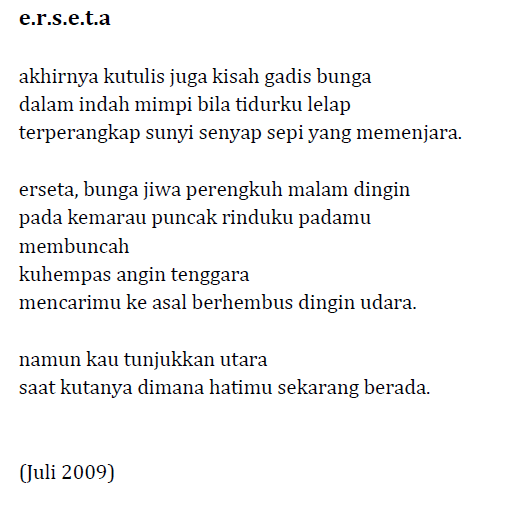 e.r.s.e.t.a
akhirnya kutulis juga kisah gadis bunga
dalam indah mimpi bila tidurku lelap
terperangkap sunyi senyap sepi yang memenjara.
erseta, bunga jiwa perengkuh malam dingin
pada kemarau puncak rinduku padamu
membuncah
kuhempas angin tenggara
mencarimu ke asal berhembus dingin udara.
namun kau tunjukkan utara
saat kutanya dimana hatimu sekarang berada.
(Juli 2009)